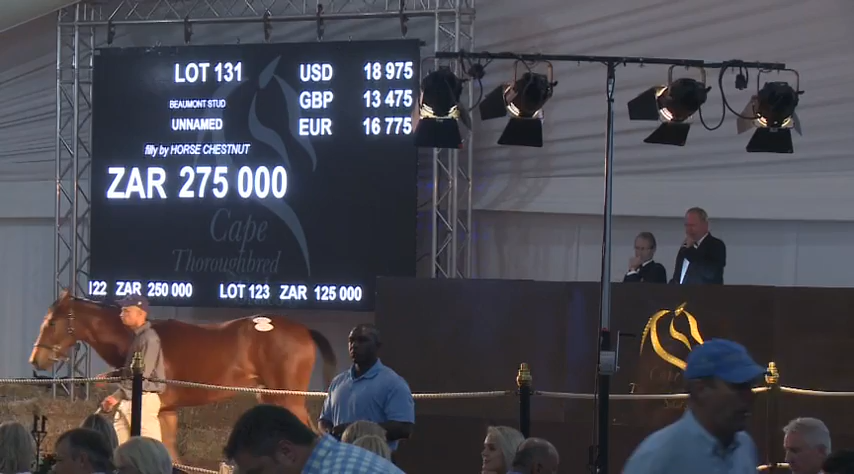 LOT 131
BEAUMONT STUD
UNNAMED
USD 18 975
GBP 13 475
EUR 16 775
filly by HORSE CHESTNUT
ZAR 275 000
Cape
Thoroughbred
122 ZAR 250 000 LOT 123 ZAR 125 000